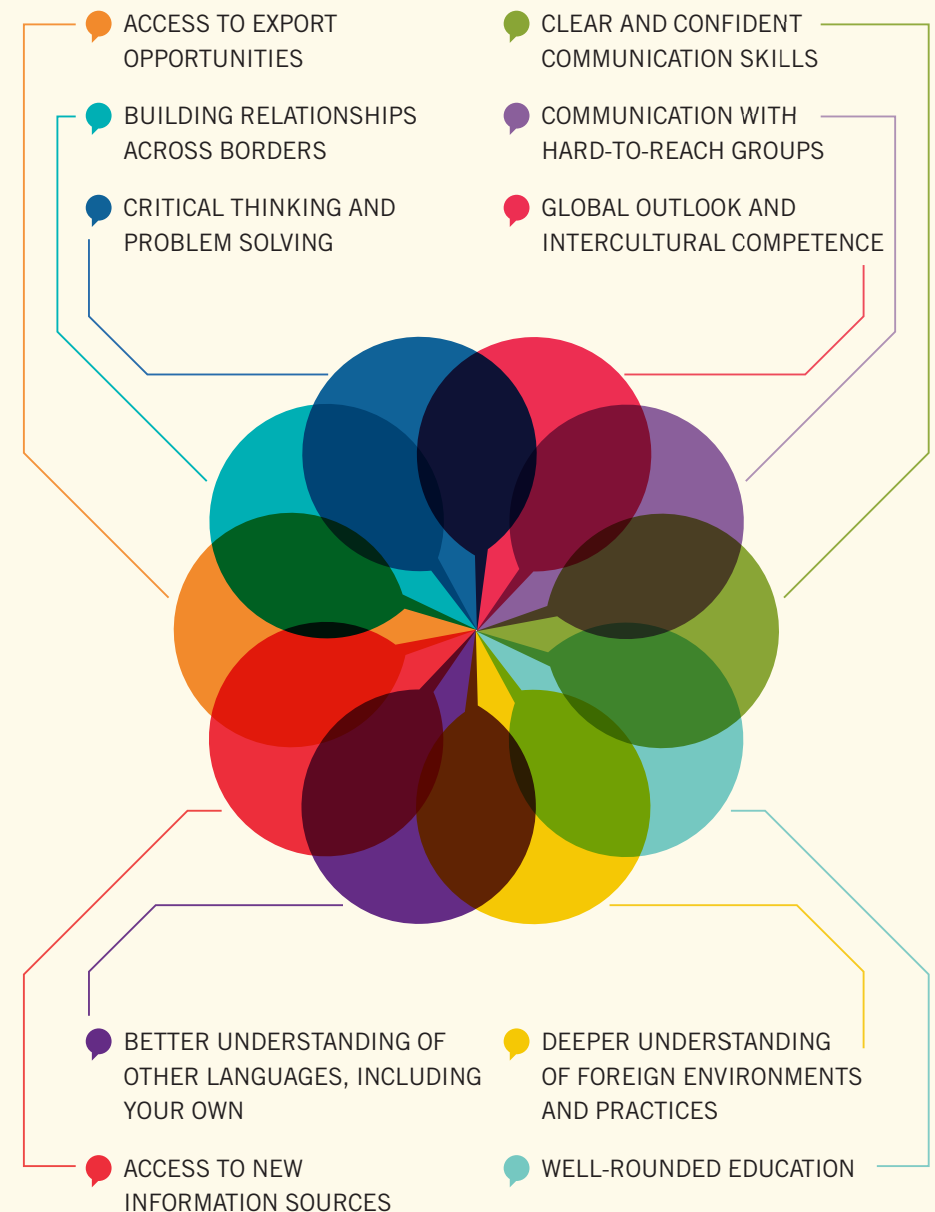 ACCESS TO EXPORT
OPPORTUNITIES
BUILDING RELATIONSHIPS
ACROSS BORDERS
CRITICAL THINKING AND
PROBLEM SOLVING
CLEAR AND CONFIDENT
COMMUNICATION SKILLS
COMMUNICATION WITH
HARD-TO-REACH GROUPS
GLOBAL OUTLOOK AND
INTERCULTURAL COMPETENCE
BETTER UNDERSTANDING OF
OTHER LANGUAGES, INCLUDING
YOUR OWN
ACCESS TO NEW
INFORMATION SOURCES
DEEPER UNDERSTANDING
OF FOREIGN ENVIRONMENTS
AND PRACTICES
WELL-ROUNDED EDUCATION